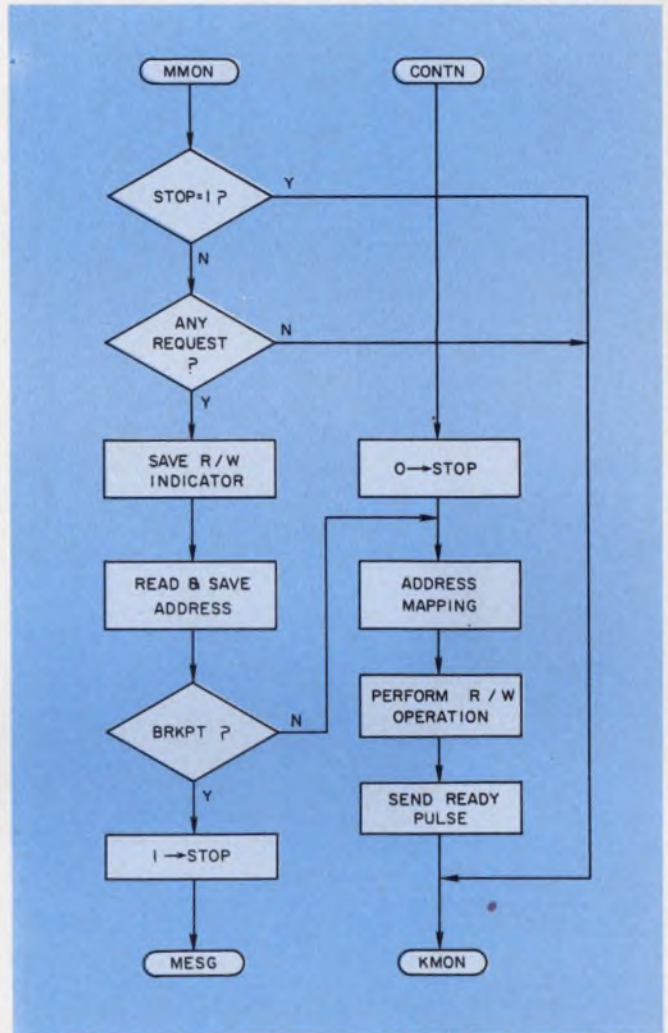 MMON
CONTN
STOP=1?
Y
N
ANY
REQUEST
?
N
Y
SAVE R/W
INDICATOR
0→STOP
READ & SAVE
ADDRESS
ADDRESS
MAPPING
BRKPT ?
N
PERFORM R/W
OPERATION
Y
SEND READY
PULSE
1→STOP
MESG
KMON